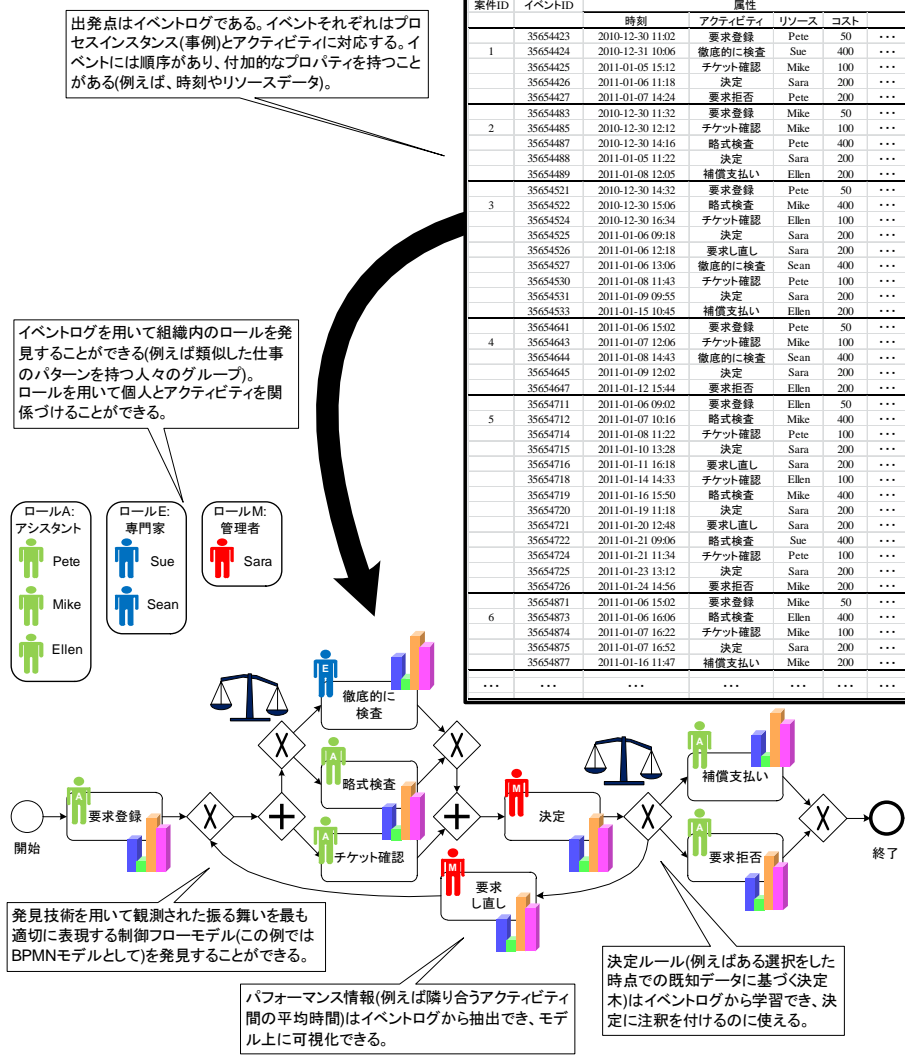 出発点はイベントログである。イベントそれぞれはプロ
セスインスタンス(事例)とアクティビティに対応する。イ
ベントには順序があり、付加的なプロパティを持つこと
がある(例えば、時刻やリソースデータ)。
案件ID イベントID 属性
時刻 アクティビティ リソース コスト
35654423 2010-12-30 11:02 要求登録 Pete 50 ···
1 35654424 2010-12-31 10:06 徹底的に検査 Sue 400 ···
35654425 2011-01-05 15:12 チケット確認 Mike 100 ···
35654426 2011-01-06 11:18 決定 Sara 200 ···
35654427 2011-01-07 14:24 要求拒否 Pete 200 ···
35654483 2010-12-30 11:32 要求登録 Mike 50 ···
2 35654485 2010-12-30 12:12 チケット確認 Mike 100 ···
35654487 2010-12-30 14:16 略式検査 Pete 400 ···
35654488 2011-01-05 11:22 決定 Sara 200 ···
35654489 2011-01-08 12:05 補償支払い Ellen 200 ···
35654521 2010-12-30 14:32 要求登録 Pete 50 ···
3 35654522 2010-12-30 15:06 略式検査 Mike 400 ···
35654524 2010-12-30 16:34 チケット確認 Ellen 100 ···
35654525 2011-01-06 09:18 決定 Sara 200 ···
35654526 2011-01-06 12:18 要求し直し Sara 200 ···
35654527 2011-01-06 13:06 徹底的に検査 Sean 400 ···
35654530 2011-01-08 11:43 チケット確認 Pete 100 ···
35654531 2011-01-09 09:55 決定 Sara 200 ···
35654533 2011-01-15 10:45 補償支払い Ellen 200 ···
35654641 2011-01-06 15:02 要求登録 Pete 50 ···
4 35654643 2011-01-07 12:06 チケット確認 Mike 100 ···
35654644 2011-01-08 14:43 徹底的に検査 Sean 400 ···
35654645 2011-01-09 12:02 決定 Sara 200 ···
35654647 2011-01-12 15:44 要求拒否 Ellen 200 ···
35654711 2011-01-06 09:02 要求登録 Ellen 50 ···
5 35654712 2011-01-07 10:16 略式検査 Mike 400 ···
35654714 2011-01-08 11:22 チケット確認 Pete 100 ···
35654715 2011-01-10 13:28 決定 Sara 200 ···
35654716 2011-01-11 16:18 要求し直し Sara 200 ···
35654718 2011-01-14 14:33 チケット確認 Ellen 100 ···
35654719 2011-01-16 15:50 略式検査 Mike 400 ···
35654720 2011-01-19 11:18 決定 Sara 200 ···
35654721 2011-01-20 12:48 要求し直し Sara 200 ···
35654722 2011-01-21 09:06 略式検査 Sue 400 ···
35654724 2011-01-21 11:34 チケット確認 Pete 100 ···
35654725 2011-01-23 13:12 決定 Sara 200 ···
35654726 2011-01-24 14:56 要求拒否 Mike 200 ···
35654871 2011-01-06 15:02 要求登録 Mike 50 ···
6 35654873 2011-01-06 16:06 略式検査 Ellen 400 ···
35654874 2011-01-07 16:22 チケット確認 Mike 100 ···
35654875 2011-01-07 16:52 決定 Sara 200 ···
35654877 2011-01-16 11:47 補償支払い Mike 200 ···
··· ··· ··· ··· ··· ··· ···
イベントログを用いて組織内のロールを発
見することができる(例えば類似した仕事
のパターンを持つ人々のグループ)。
ロールを用いて個人とアクティビティを関
係づけることができる。
ロールA:
アシスタント
Pete
Mike
Ellen
ロールE:
専門家
Sue
Sean
ロールM:
管理者
Sara
開始
A
要求登録
X
+
E
徹底的に
検査
X
A
略式検査
X
A
チケット確認
+
M
決定
X
M
要求
し直し
A
補償支払い
A
要求拒否
X
終了
発見技術を用いて観測された振る舞いを最も
適切に表現する制御フローモデル(この例では
BPMNモデルとして)を発見することができる。
パフォーマンス情報(例えば隣り合うアクティビティ
間の平均時間)はイベントログから抽出でき、モデ
ル上に可視化できる。
決定ルール(例えばある選択をした
時点での既知データに基づく決定
木)はイベントログから学習でき、決
定に注釈を付けるのに使える。